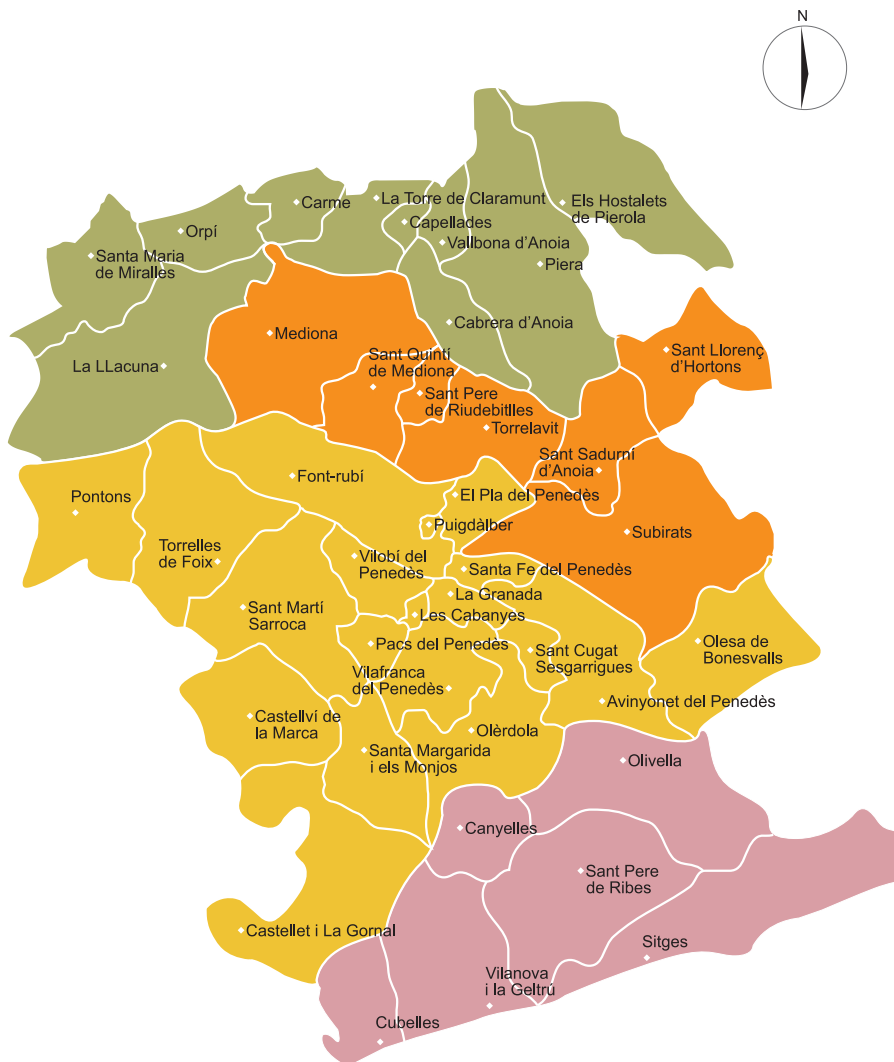 N
Carme
La Torre de Claramunt
Els Hostalets
de Pierola
Orpí
Capellades
Vallbona d’Anoia
Santa Maria
de Miralles
Piera
Cabrera d’Anoia
Mediona
Sant Llorenç
d’Hortons
La LLacuna
Sant Quintí
de Mediona
Sant Pere
de Riudebitlles
Torrelavit
Sant Sadurní
d’Anoia
Font-rubí
El Pla del Penedès
Pontons
Puigdàlber
Subirats
Torrelles
de Foix
Vilobí del
Penedès
Santa Fe del Penedès
La Granada
Sant Martí
Sarroca
Les Cabanyes
Pacs del Penedès
Sant Cugat
Sesgarrigues
Olesa de
Bonesvalls
Vilafranca
del Penedès
Avinyonet del Penedès
Castellví de
la Marca
Olèrdola
Santa Margarida
i els Monjos
Olivella
Canyelles
Sant Pere
de Ribes
Castellet i La Gornal
Sitges
Vilanova
i la Geltrú
Cubelles